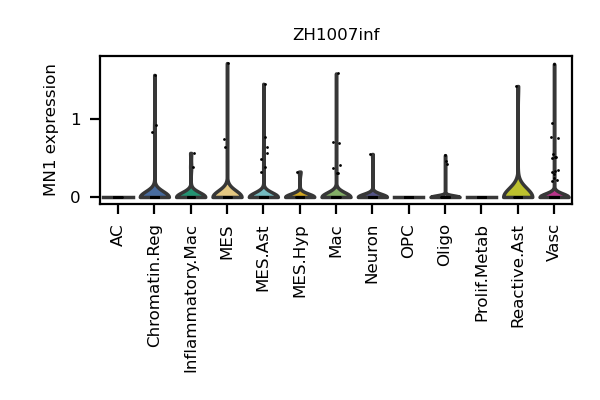 ZH1007inf
MN1 expression
1
0
AC
Chromatin.Reg
Inflammatory.Mac
MES
MES.Ast
MES.Hyp
Mac
Neuron
OPC
Oligo
Prolif.Metab
Reactive.Ast
Vasc